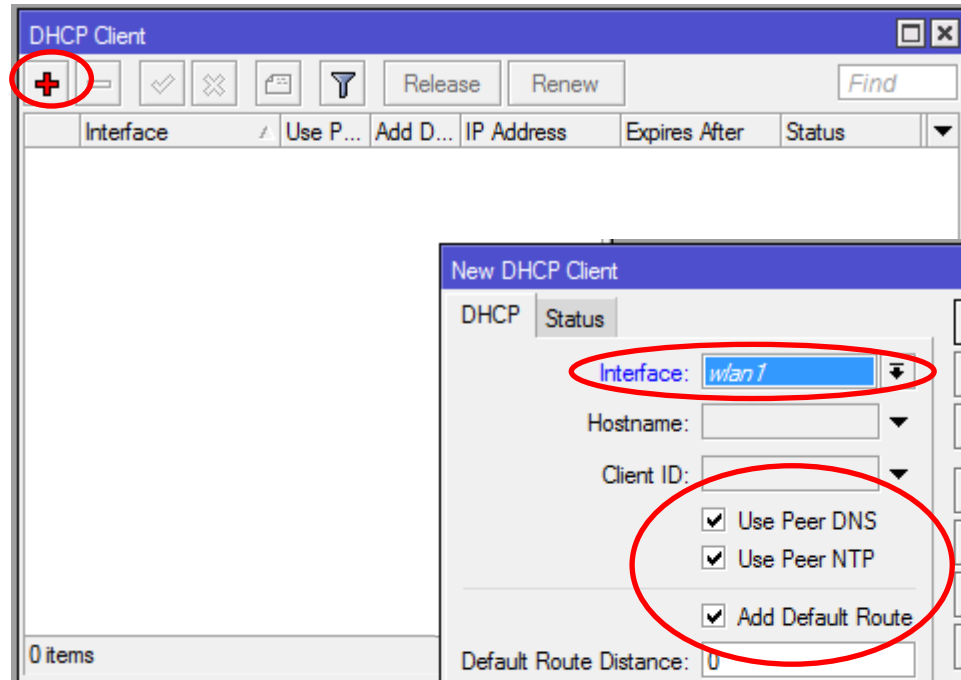 DHCP Client
Release Renew Find
Interface Use P... Add D... IP Address Expires After Status
New DHCP Client
DHCP Status
Interface: wlan1
Hostname:
Client ID:
Use Peer DNS
Use Peer NTP
Add Default Route
0 items
Default Route Distance: 0